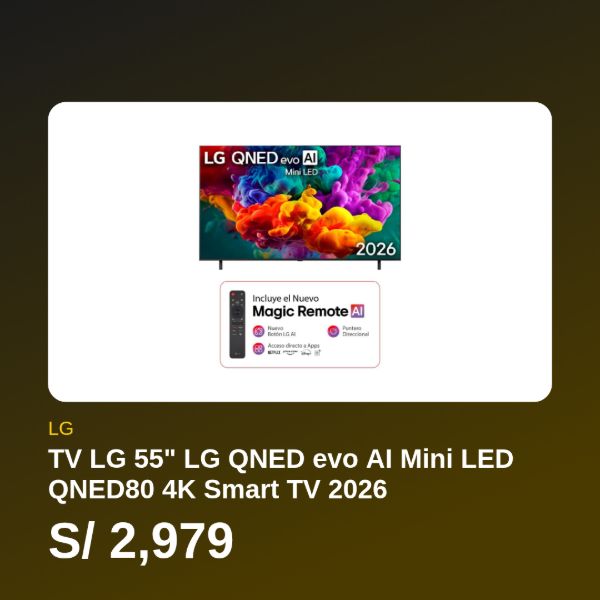 LG QNED evo AI
Mini LED
2026
Incluye el Nuevo
Magic Remote AI
Nuevo
Botón LG AI
Puntero
Direccional
Acceso directo a Apps
NETFLIX
LG
TV LG 55" LG QNED evo AI Mini LED
QNED80 4K Smart TV 2026
S/ 2,979